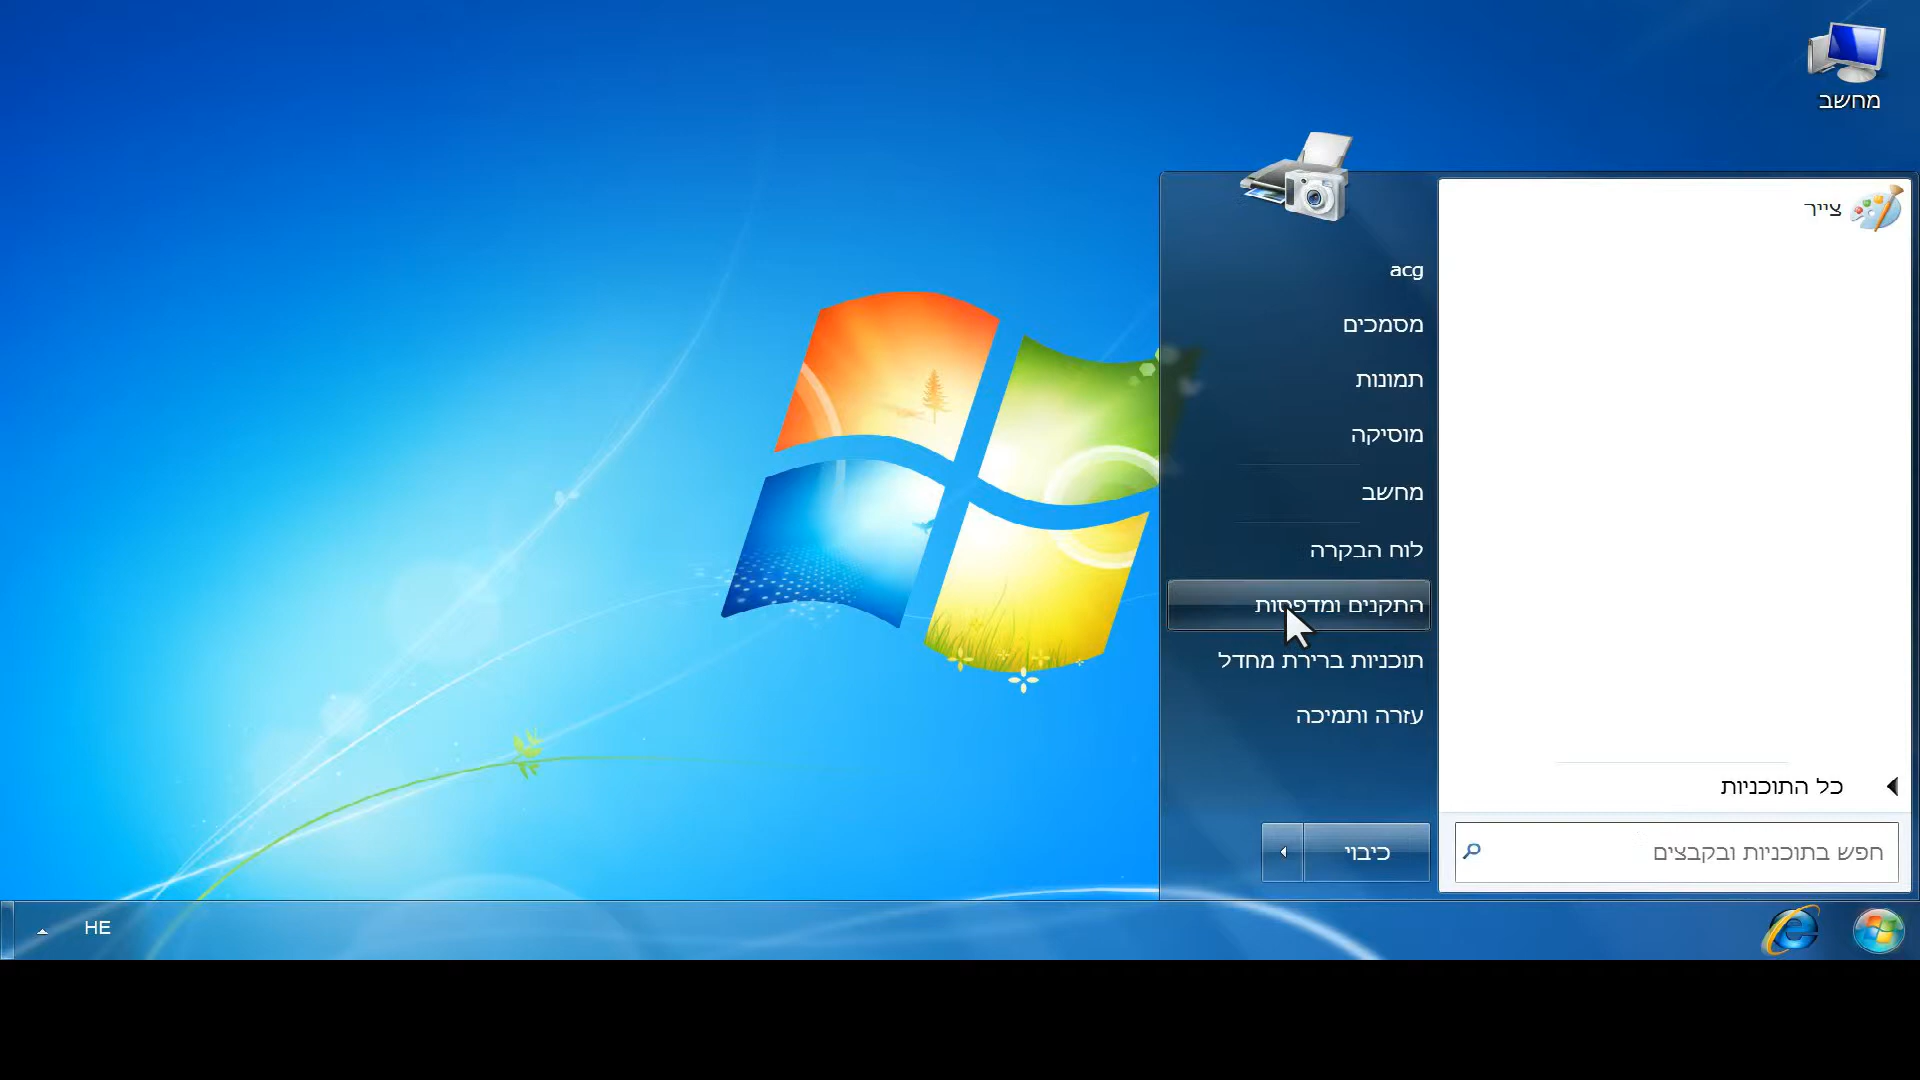 מחשב
צייר
acg
מסמכים
תמונות
מוסיקה
מחשב
לוח הבקרה
התקנים ומדפסות
תוכניות ברירת מחדל
עזרה ותמיכה
כל התוכניות
חפש בתוכניות ובקבצים
כיבוי
HE